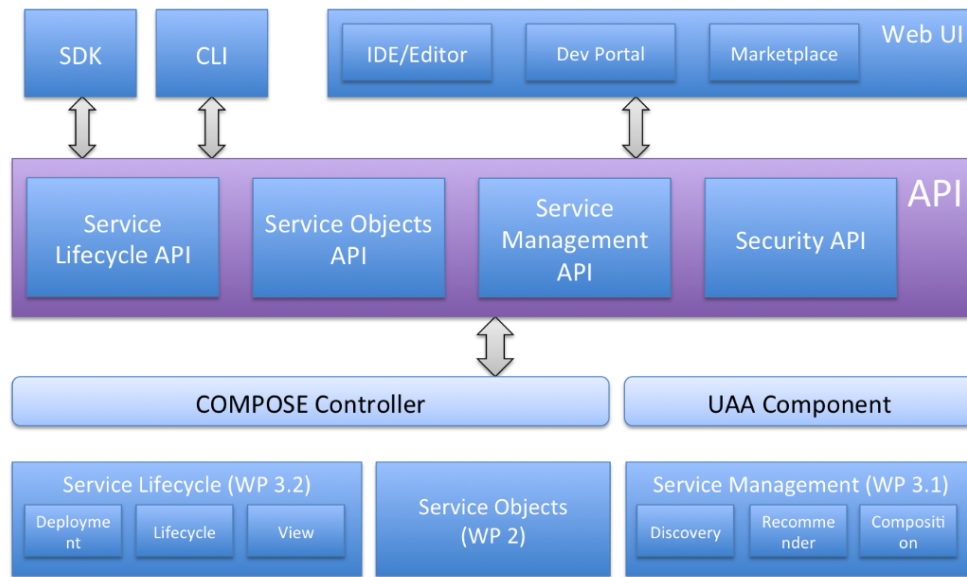 SDK
CLI
Web UI
IDE/Editor
Dev Portal
Marketplace
API
Service
Lifecycle API
Service Objects
API
Service
Management
API
Security API
COMPOSE Controller
UAA Component
Service Lifecycle (WP 3.2)
Deployme
nt
Lifecycle
View
Service Objects
(WP 2)
Service Management (WP 3.1)
Discovery
Recomme
nder
Compositi
on